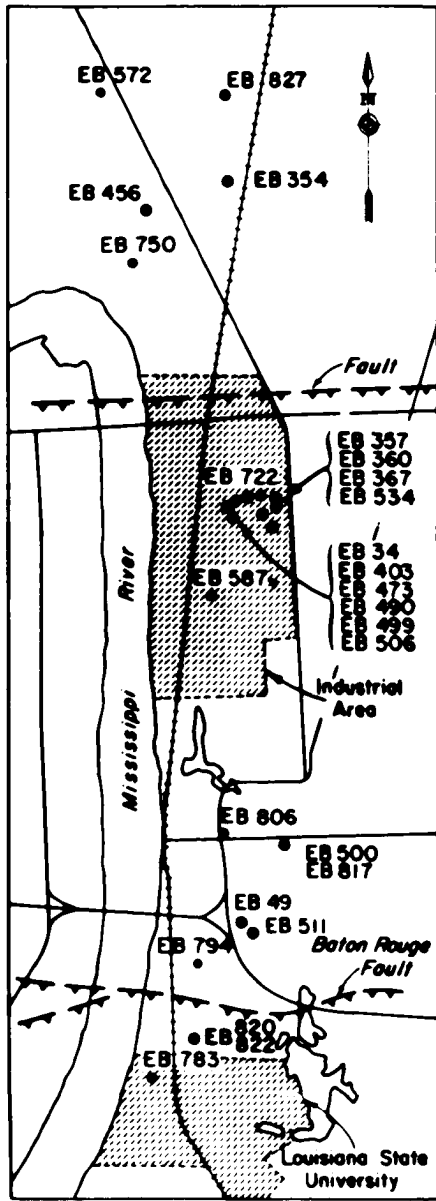 EB 572
EB 827
N
EB 354
EB 456
EB 750
Fault
EB 357
EB 722
EB 360
EB 367
EB 534
EB 34
EB 403
EB 587
EB 473
EB 490
EB 499
EB 506
Mississippi River
Industrial
Area
EB 806
EB 500
EB 817
EB 49
EB 511
EB 794
Baton Rouge
Fault
EB 820
822
EB 783
Louisiana State
University